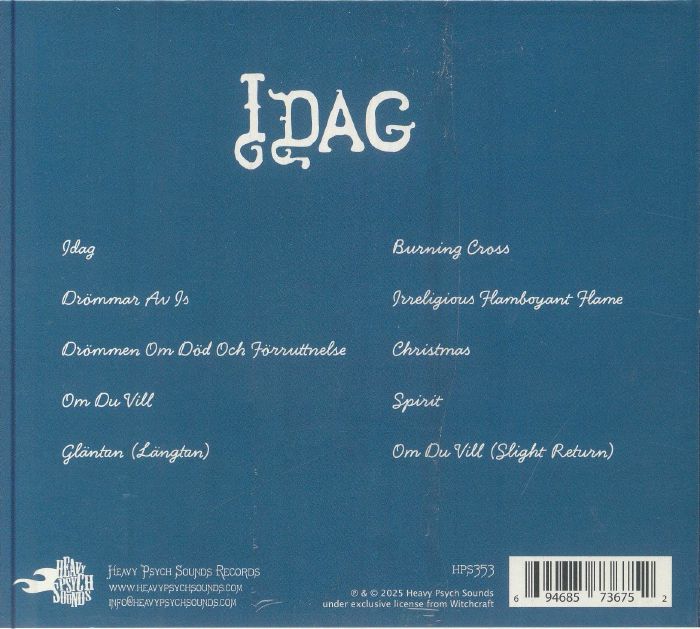 IDAG
Idag
Drömmar Av Is
Drömmen Om Död Och Förruttnelse
Om Du Vill
Gläntan (Längtan)
Burning Cross
Irreligious Flamboyant Flame
Christmas
Spirit
Om Du Vill (Slight Return)
HEAVY
PSYCH
SOUNDS
HEAVY PSYCH SOUNDS RECORDS
WWW.HEAVYPSYCHSOUNDS.COM
INFO@HEAVYPSYCHSOUNDS.COM
HPS353
℗ & © 2025 Heavy Psych Sounds
under exclusive license from Witchcraft
6 94685 73675 2